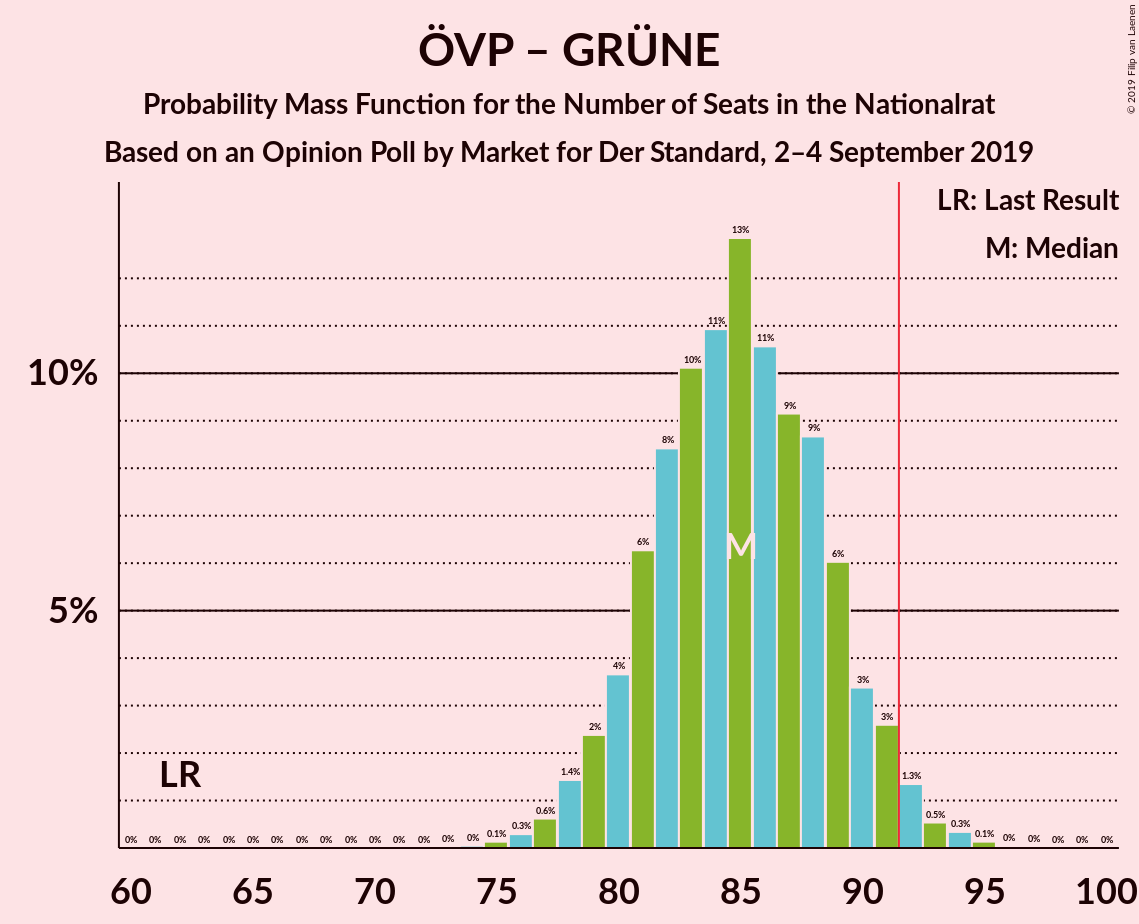 ÖVP – GRÜNE
Probability Mass Function for the Number of Seats in the Nationalrat
Based on an Opinion Poll by Market for Der Standard, 2–4 September 2019
© 2019 Filip van Laenen
LR: Last Result
M: Median
10%
5%
0% 0% 0% 0% 0% 0% 0% 0% 0% 0% 0% 0% 0% 0% 0% 0.1% 0.3% 0.6% 1.4% 2% 4% 6% 8% 10% 11% 13% 11% 9% 9% 6% 3% 3% 1.3% 0.5% 0.3% 0.1% 0% 0% 0% 0% 0%
M
LR
60 65 70 75 80 85 90 95 100